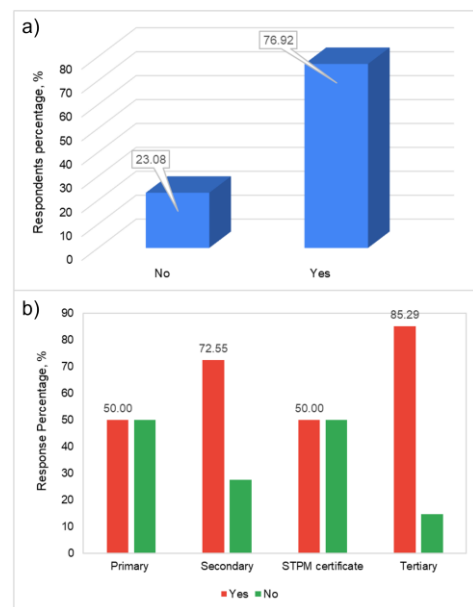 a)
76.92
80
70
60
50
40
30
20
10
0
23.08
Respondents percentage, %
No Yes
b)
90
80
70
60
50
40
30
20
10
0
Response Percentage, %
50.00 72.55 50.00 85.29
Primary Secondary STPM certificate Tertiary
Yes No